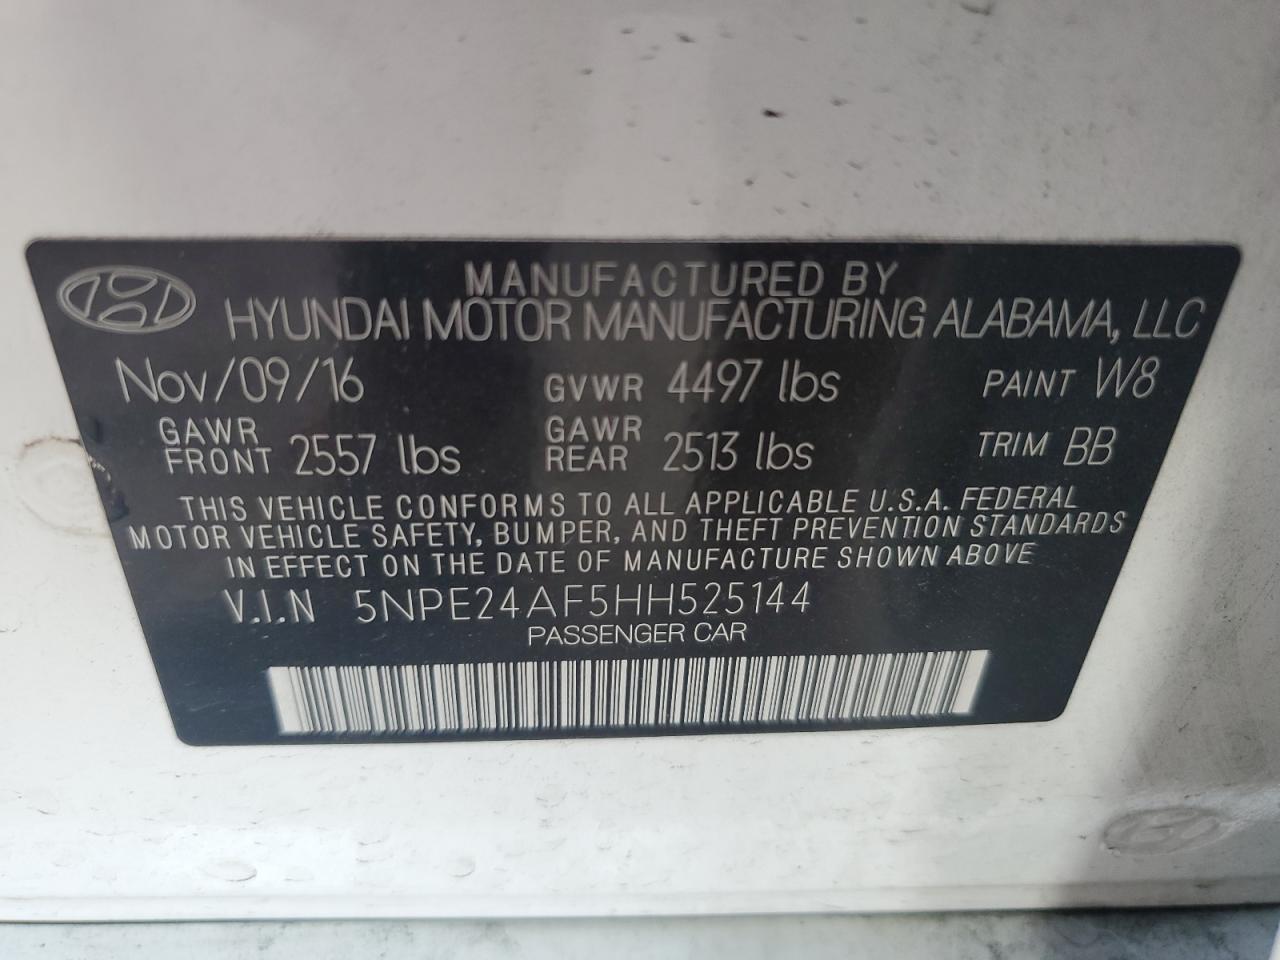 MANUFACTURED BY
HYUNDAI MOTOR MANUFACTURING ALABAMA, LLC
Nov/09/16 GVWR 4497 lbs PAINT W8
GAWR FRONT 2557 lbs GAWR REAR 2513 lbs TRIM BB
THIS VEHICLE CONFORMS TO ALL APPLICABLE U.S.A. FEDERAL
MOTOR VEHICLE SAFETY, BUMPER, AND THEFT PREVENTION STANDARDS
IN EFFECT ON THE DATE OF MANUFACTURE SHOWN ABOVE
V.I.N 5NPE24AF5HH525144
PASSENGER CAR